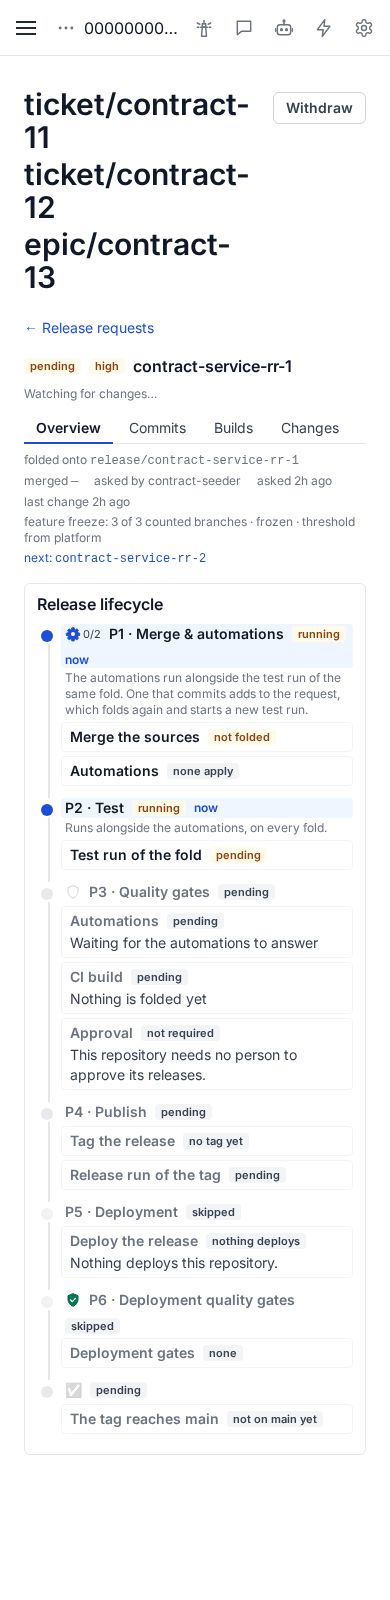 00000000...
ticket/contract-
11
ticket/contract-
12
epic/contract-
13
Withdraw
← Release requests
pending high contract-service-rr-1
Watching for changes...
Overview Commits Builds Changes
folded onto release/contract-service-rr-1
merged — asked by contract-seeder asked 2h ago
last change 2h ago
feature freeze: 3 of 3 counted branches · frozen · threshold
from platform
next: contract-service-rr-2
Release lifecycle
0/2 P1 · Merge & automations running
now
The automations run alongside the test run of the
same fold. One that commits adds to the request,
which folds again and starts a new test run.
Merge the sources not folded
Automations none apply
P2 · Test running now
Runs alongside the automations, on every fold.
Test run of the fold pending
P3 · Quality gates pending
Automations pending
Waiting for the automations to answer
CI build pending
Nothing is folded yet
Approval not required
This repository needs no person to
approve its releases.
P4 · Publish pending
Tag the release no tag yet
Release run of the tag pending
P5 · Deployment skipped
Deploy the release nothing deploys
Nothing deploys this repository.
P6 · Deployment quality gates
skipped
Deployment gates none
pending
The tag reaches main not on main yet